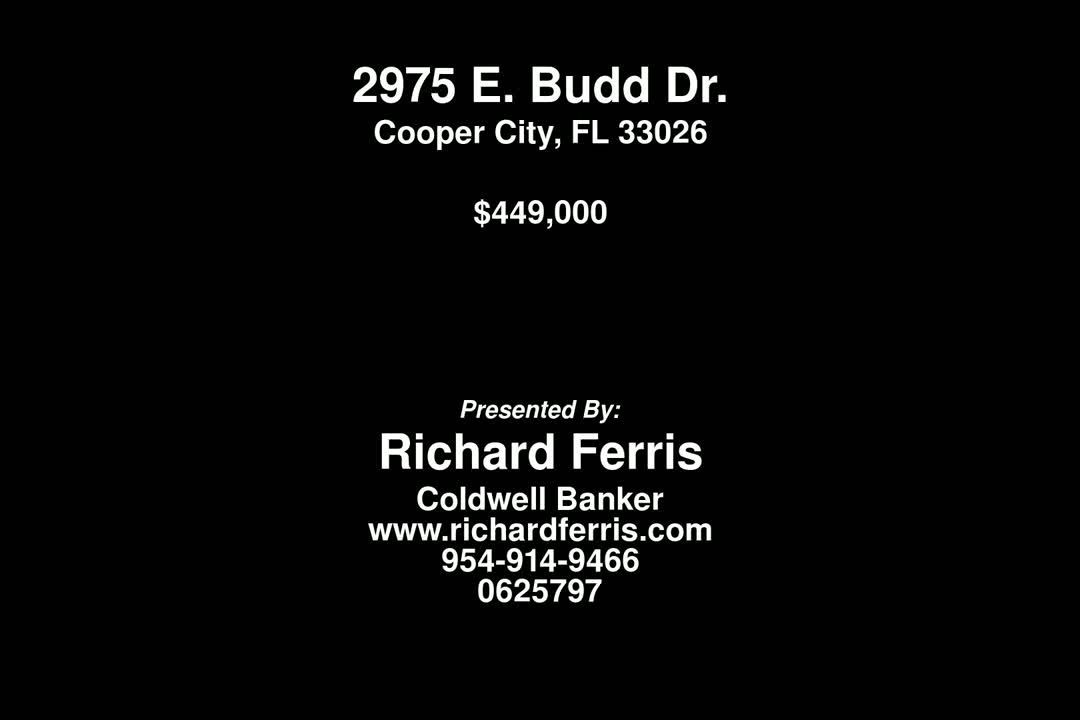 2975 E. Budd Dr.
Cooper City, FL 33026
$449,000
Presented By:
Richard Ferris
Coldwell Banker
www.richardferris.com
954-914-9466
0625797